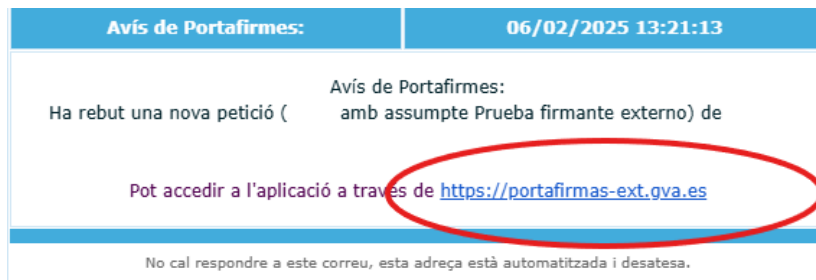 Avís de Portafirmes: 06/02/2025 13:21:13
Avís de Portafirmes:
Ha rebut una nova petició ( amb assumpte Prueba firmante externo) de
Pot accedir a l'aplicació a través de https://portafirmas-ext.gva.es
No cal respondre a este correu, esta adreça està automatitzada i desatesa.